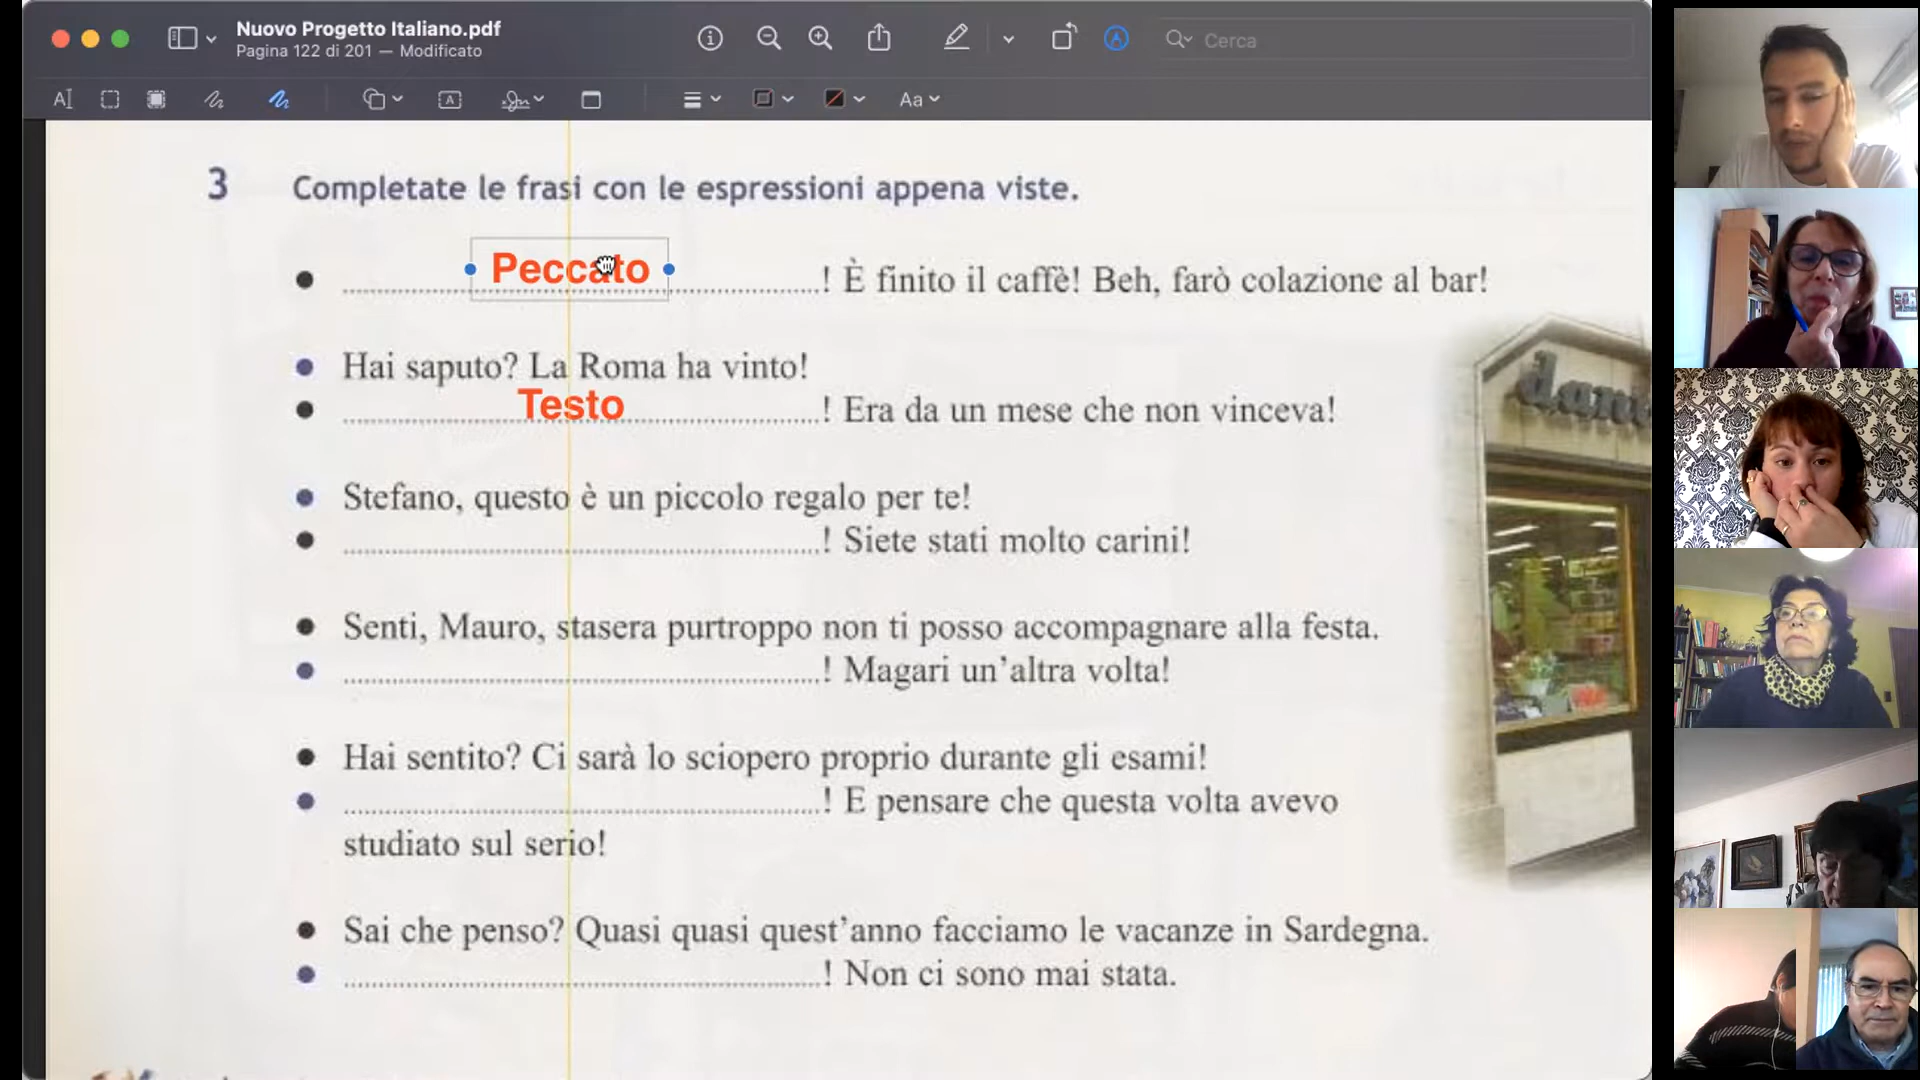 Nuovo Progetto Italiano.pdf
Pagina 122 di 201 — Modificato
Cerca
Aa
3 Completate le frasi con le espressioni appena viste.
● Peccato! È finito il caffè! Beh, farò colazione al bar!
● Hai saputo? La Roma ha vinto!
● Testo! Era da un mese che non vinceva!
● Stefano, questo è un piccolo regalo per te!
● ! Siete stati molto carini!
● Senti, Mauro, stasera purtroppo non ti posso accompagnare alla festa.
● ! Magari un'altra volta!
● Hai sentito? Ci sarà lo sciopero proprio durante gli esami!
● ! E pensare che questa volta avevo
studiato sul serio!
● Sai che penso? Quasi quasi quest'anno facciamo le vacanze in Sardegna.
● ! Non ci sono mai stata.